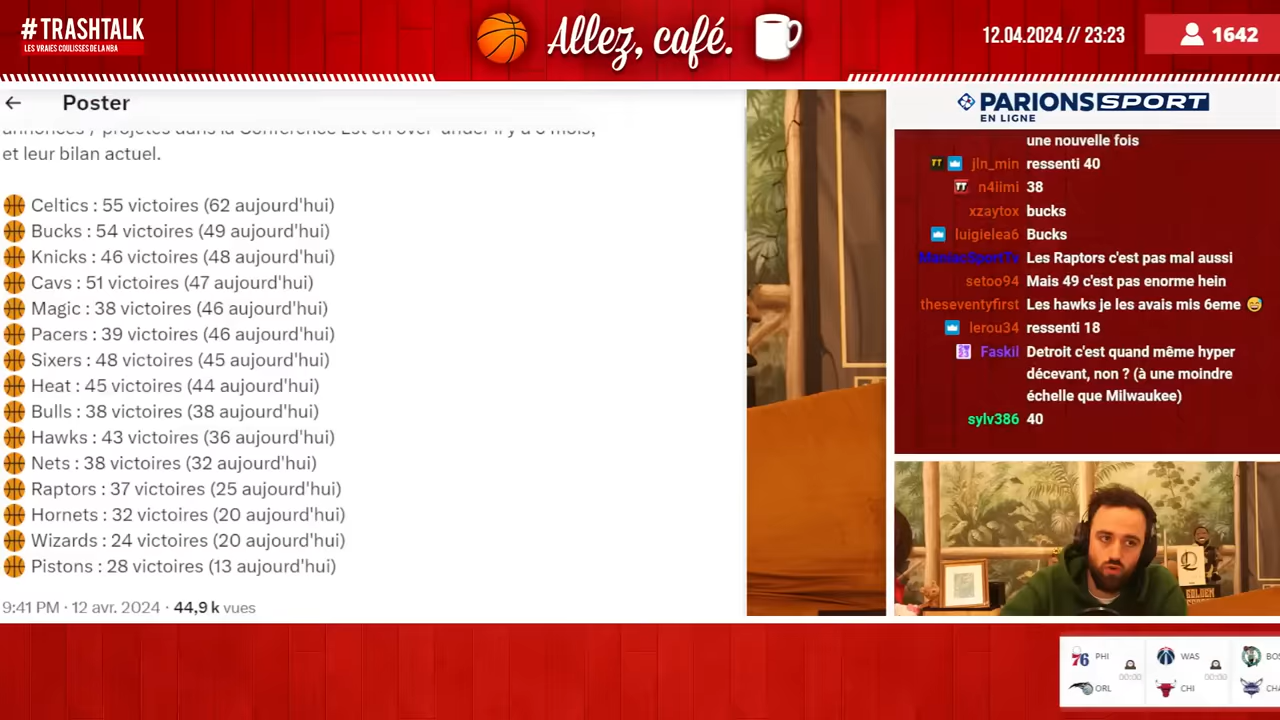 #TRASHTALK
LES VRAIES COULISSES DE LA NBA
Allez, café.
12.04.2024 // 23:23
1642
Poster
et leur bilan actuel.
Celtics : 55 victoires (62 aujourd'hui)
Bucks : 54 victoires (49 aujourd'hui)
Knicks : 46 victoires (48 aujourd'hui)
Cavs : 51 victoires (47 aujourd'hui)
Magic : 38 victoires (46 aujourd'hui)
Pacers : 39 victoires (46 aujourd'hui)
Sixers : 48 victoires (45 aujourd'hui)
Heat : 45 victoires (44 aujourd'hui)
Bulls : 38 victoires (38 aujourd'hui)
Hawks : 43 victoires (36 aujourd'hui)
Nets : 38 victoires (32 aujourd'hui)
Raptors : 37 victoires (25 aujourd'hui)
Hornets : 32 victoires (20 aujourd'hui)
Wizards : 24 victoires (20 aujourd'hui)
Pistons : 28 victoires (13 aujourd'hui)
9:41 PM · 12 avr. 2024 · 44,9 k vues
PARIONS SPORT
EN LIGNE
une nouvelle fois
jln_min ressenti 40
n4iimi 38
xzaytox bucks
luigielea6 Bucks
Les Raptors c'est pas mal aussi
setoo94 Mais 49 c'est pas enorme hein
theseventyfirst Les hawks je les avais mis 6eme 😅
lerou34 ressenti 18
Faskil Detroit c'est quand même hyper
décevant, non ? (à une moindre
échelle que Milwaukee)
sylv386 40
PHI
00:00
ORL
WAS
00:00
CHI
BOS
CHA